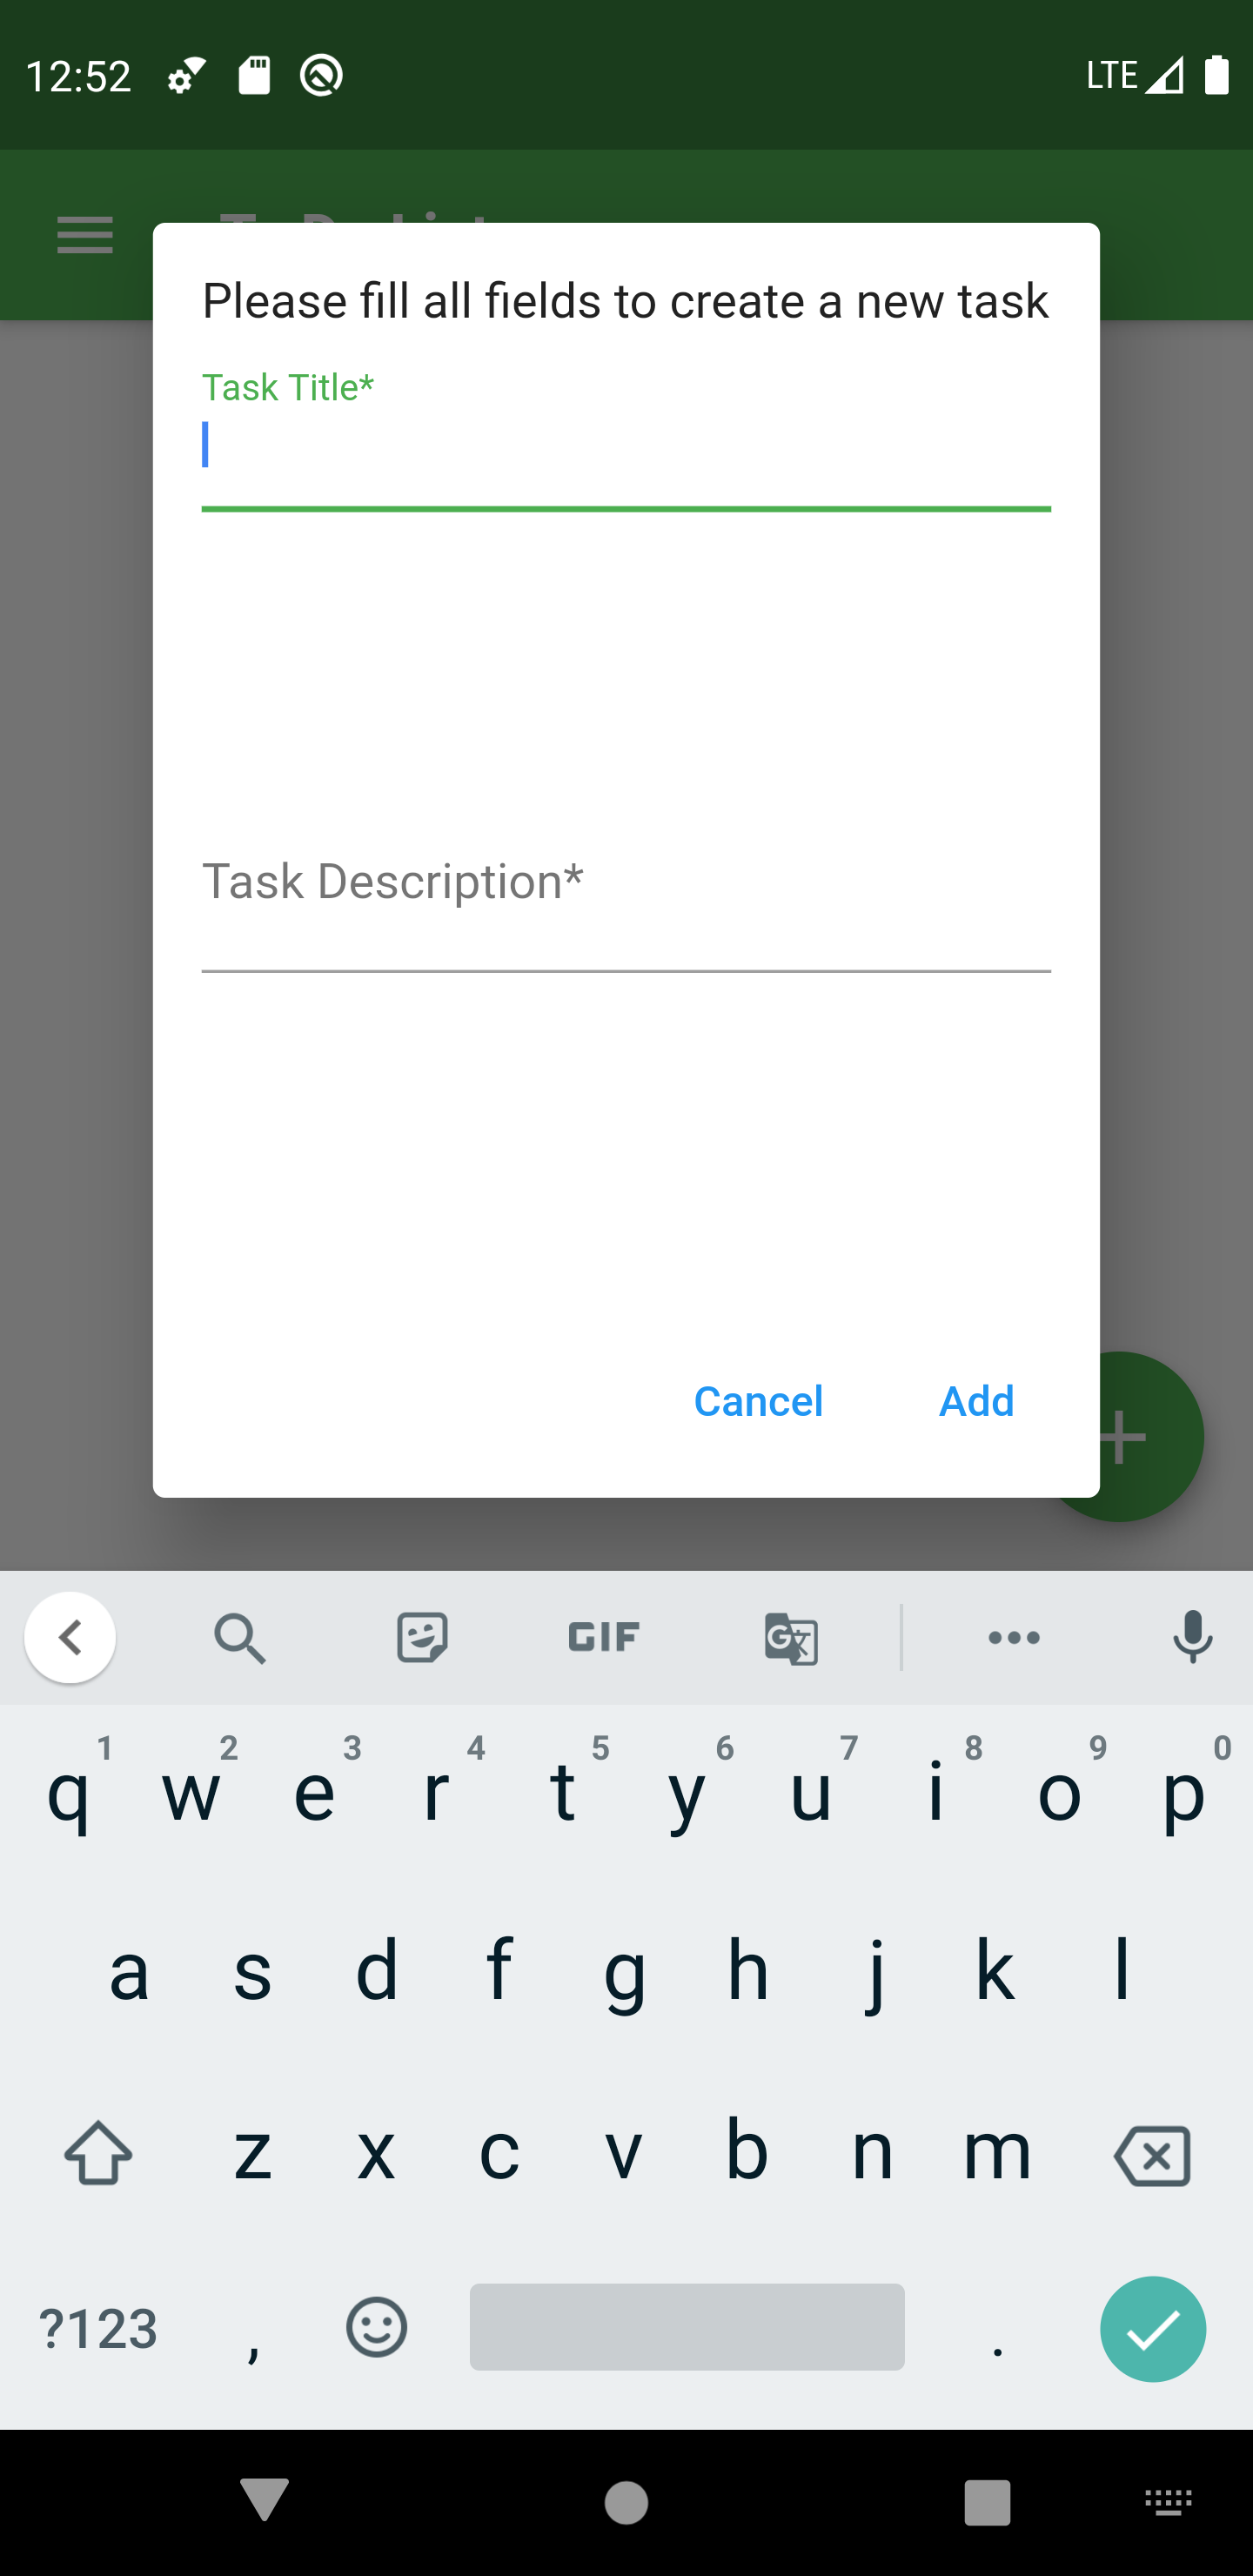 12:52 LTE
Please fill all fields to create a new task
Task Title*
Task Description*
Cancel Add
GIF
1 2 3 4 5 6 7 8 9 0
q w e r t y u i o p
a s d f g h j k l
z x c v b n m
?123 , .